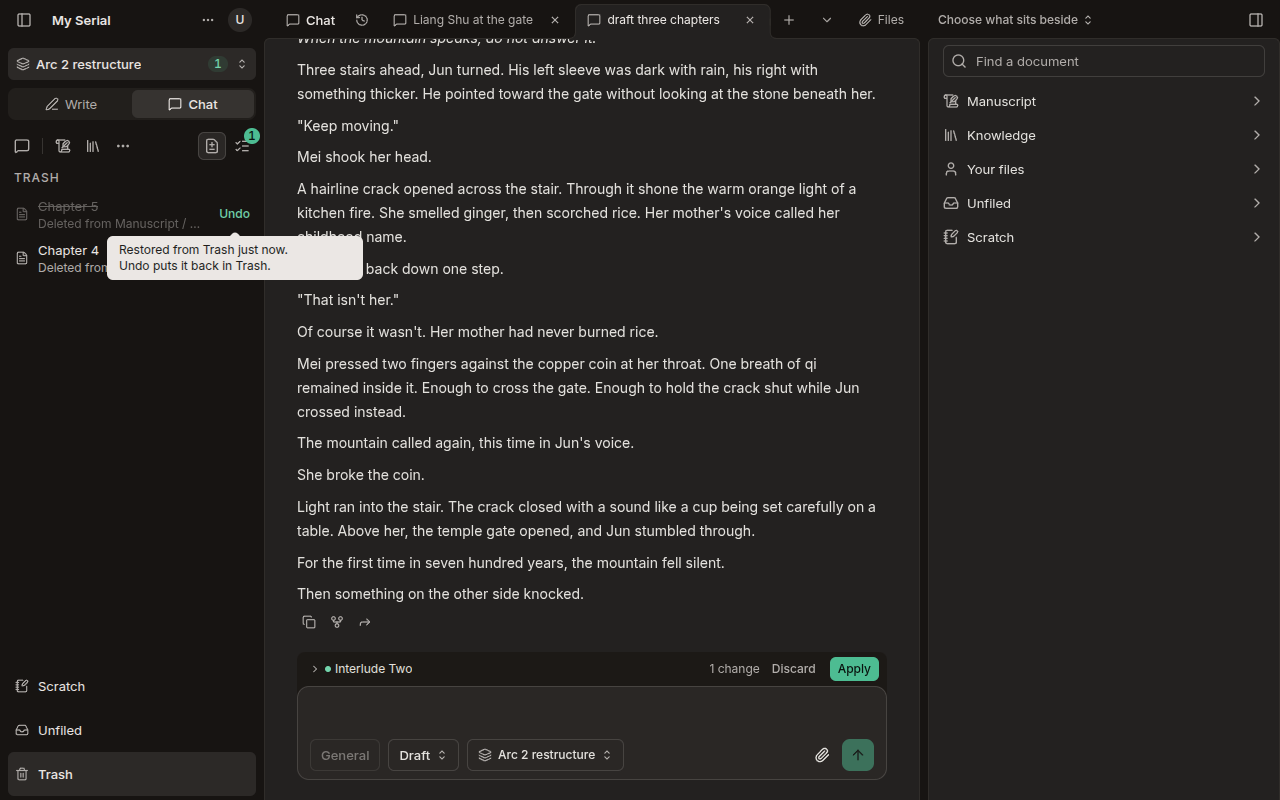 My Serial
U
Chat
Liang Shu at the gate
draft three chapters
Files
Choose what sits beside
Arc 2 restructure
1
Write
Chat
1
TRASH
Chapter 5
Deleted from Manuscript / ...
Undo
Chapter 4
Deleted from
Restored from Trash just now.
Undo puts it back in Trash.
Scratch
Unfiled
Trash
When the mountain speaks, do not answer it.
Three stairs ahead, Jun turned. His left sleeve was dark with rain, his right with
something thicker. He pointed toward the gate without looking at the stone beneath her.
"Keep moving."
Mei shook her head.
A hairline crack opened across the stair. Through it shone the warm orange light of a
kitchen fire. She smelled ginger, then scorched rice. Her mother's voice called her
childhood name.
back down one step.
"That isn't her."
Of course it wasn't. Her mother had never burned rice.
Mei pressed two fingers against the copper coin at her throat. One breath of qi
remained inside it. Enough to cross the gate. Enough to hold the crack shut while Jun
crossed instead.
The mountain called again, this time in Jun's voice.
She broke the coin.
Light ran into the stair. The crack closed with a sound like a cup being set carefully on a
table. Above her, the temple gate opened, and Jun stumbled through.
For the first time in seven hundred years, the mountain fell silent.
Then something on the other side knocked.
Interlude Two
1 change
Discard
Apply
General
Draft
Arc 2 restructure
Find a document
Manuscript
Knowledge
Your files
Unfiled
Scratch